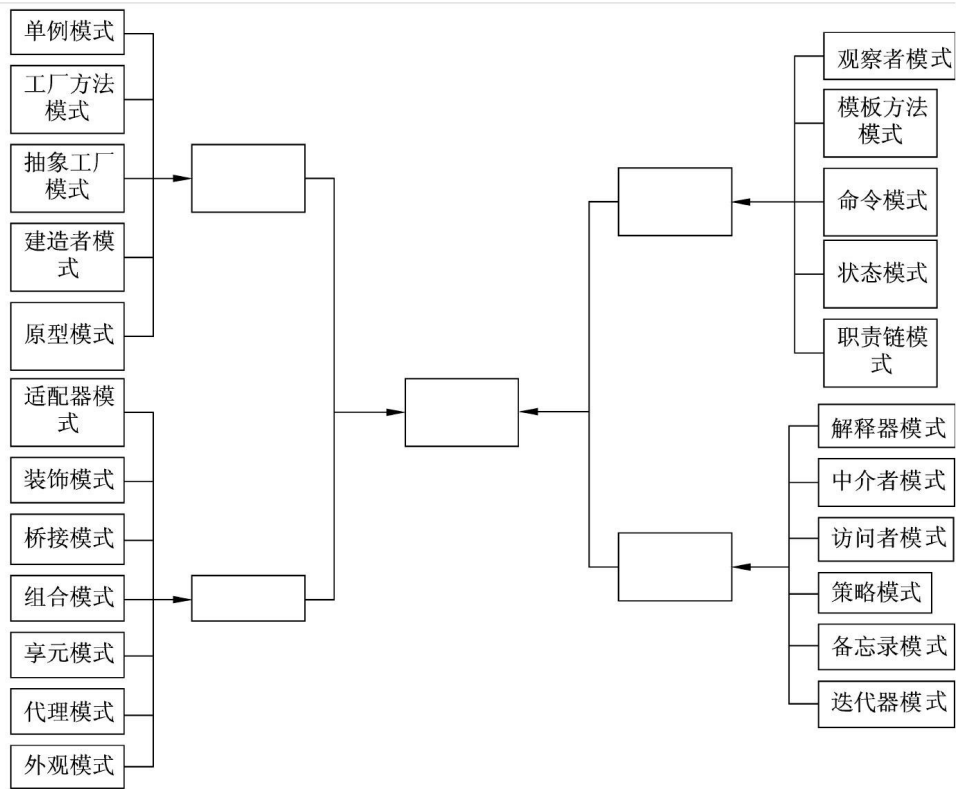 单例模式
工厂方法
模式
抽象工厂
模式
建造者模
式
原型模式
适配器模
式
装饰模式
桥接模式
组合模式
享元模式
代理模式
外观模式
观察者模式
模板方法
模式
命令模式
状态模式
职责链模
式
解释器模式
中介者模式
访问者模式
策略模式
备忘录模式
迭代器模式